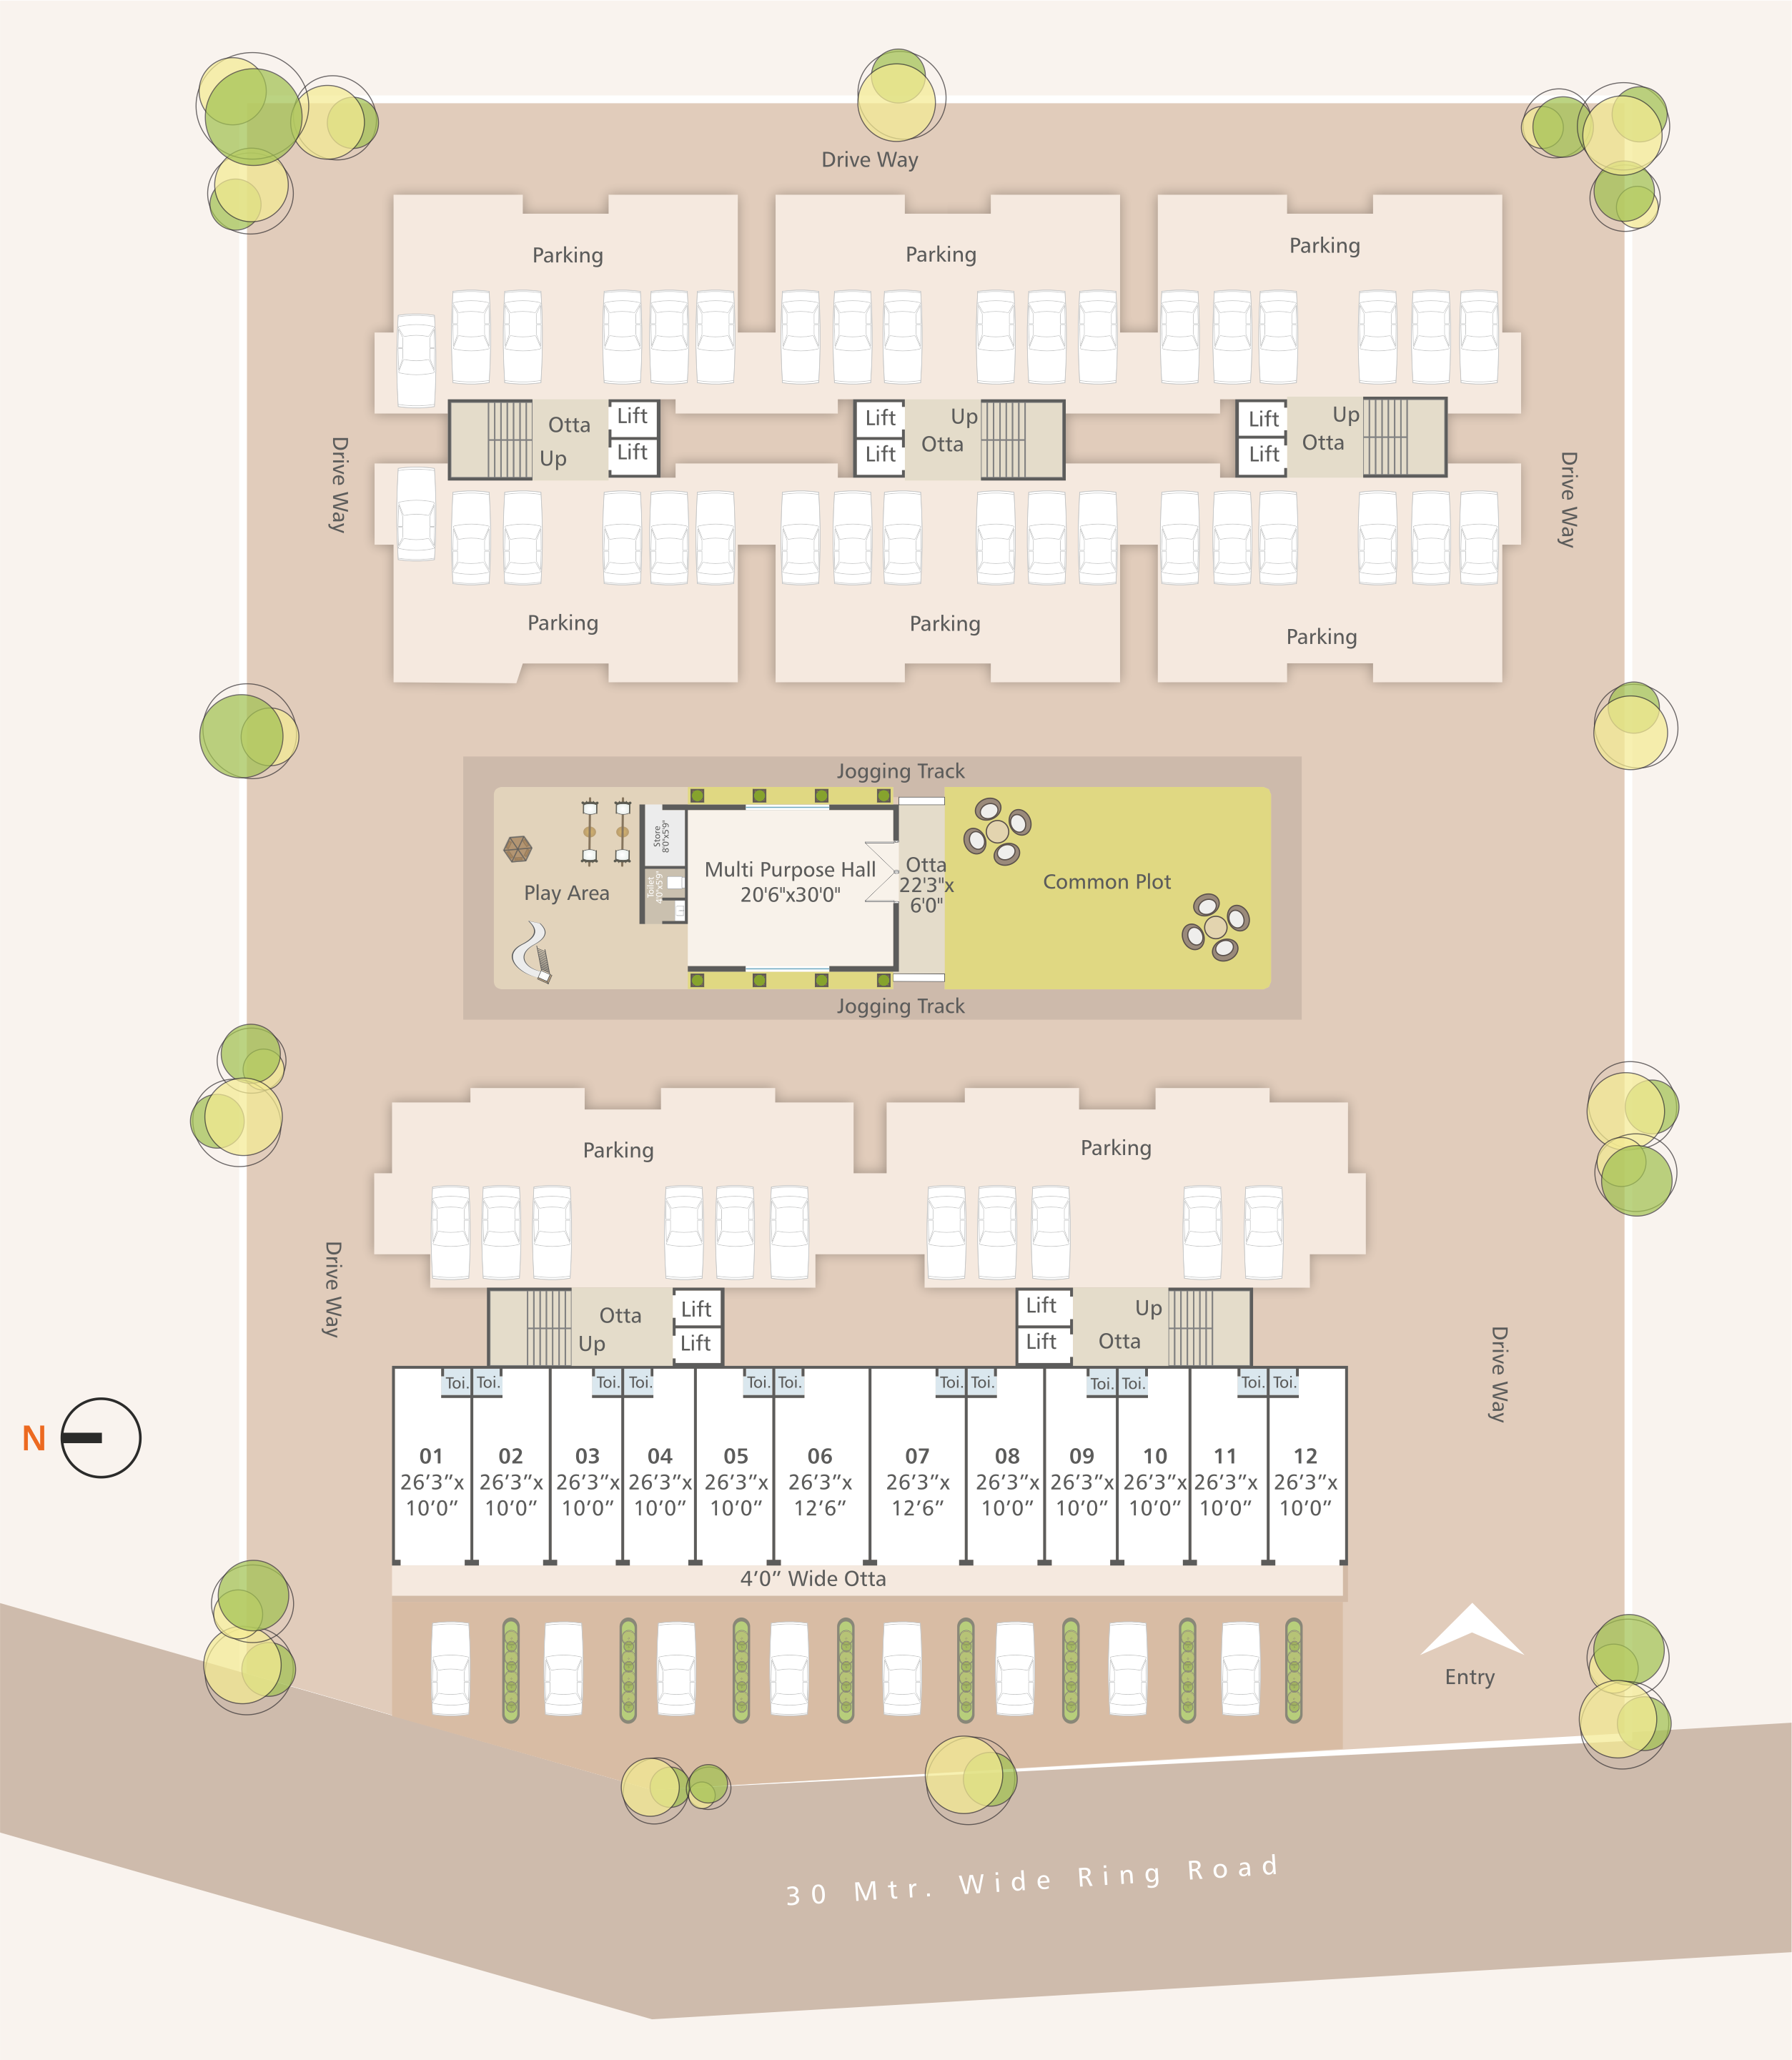 Drive Way
Parking
Parking
Parking
Otta
Up
Lift
Lift
Lift
Lift
Up
Otta
Lift
Lift
Up
Otta
Drive Way
Drive Way
Parking
Parking
Parking
Jogging Track
Store
8'0"x5'9"
Toilet
4'0"x5'9"
Play Area
Multi Purpose Hall
20'6"x30'0"
Otta
22'3"x
6'0"
Common Plot
Jogging Track
Parking
Parking
Drive Way
Otta
Up
Lift
Lift
Lift
Lift
Up
Otta
Drive Way
Toi. Toi. Toi. Toi. Toi. Toi. Toi. Toi. Toi. Toi. Toi. Toi.
N
01
26’3”x
10’0”
02
26’3”x
10’0”
03
26’3”x
10’0”
04
26’3”x
10’0”
05
26’3”x
10’0”
06
26’3”x
12’6”
07
26’3”x
12’6”
08
26’3”x
10’0”
09
26’3”x
10’0”
10
26’3”x
10’0”
11
26’3”x
10’0”
12
26’3”x
10’0”
4’0” Wide Otta
Entry
30 Mtr. Wide Ring Road